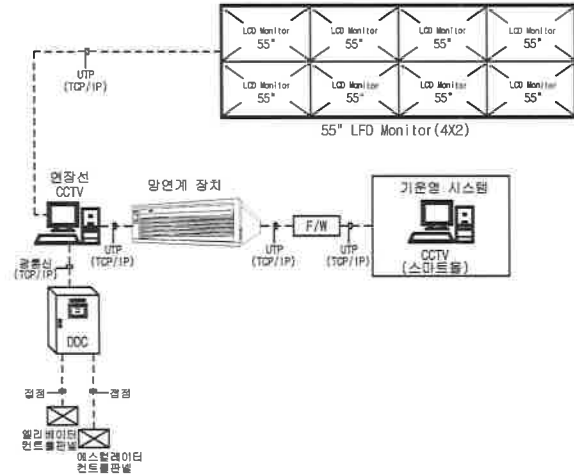 LCD Monitor LCD Monitor LCD Monitor LCD Monitor
55" 55" 55" 55"
LCD Monitor LCD Monitor LCD Monitor LCD Monitor
55" 55" 55" 55"
55" LFD Monitor(4X2)
UTP
(TCP/IP)
연장선
CCTV
망연계 장치
기운영 시스템
F/W
UTP
(TCP/IP)
UTP
(TCP/IP)
UTP
(TCP/IP)
CCTV
(스마트몰)
광통신
(TCP/IP)
DDC
접점
접점
엘리베이터
컨트롤판넬
에스컬레이터
컨트롤판넬